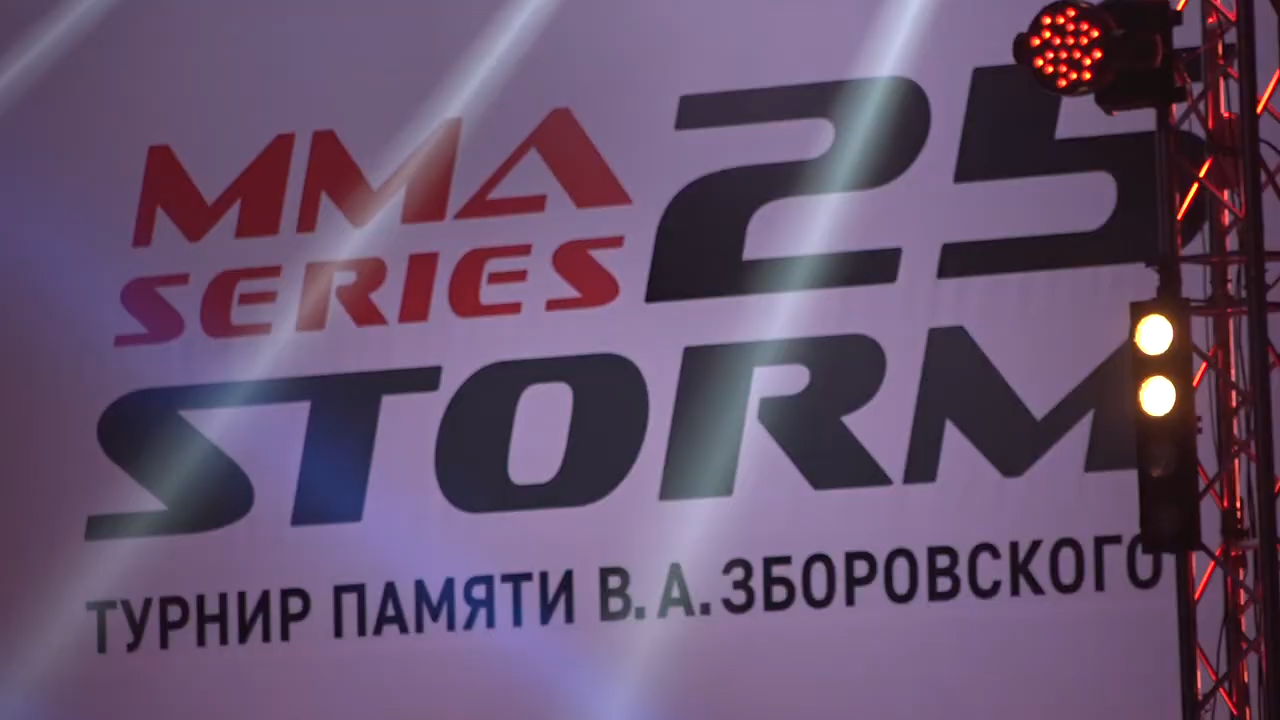 MMA 25
SERIES
STORM
ТУРНИР ПАМЯТИ В. А. ЗБОРОВСКОГО